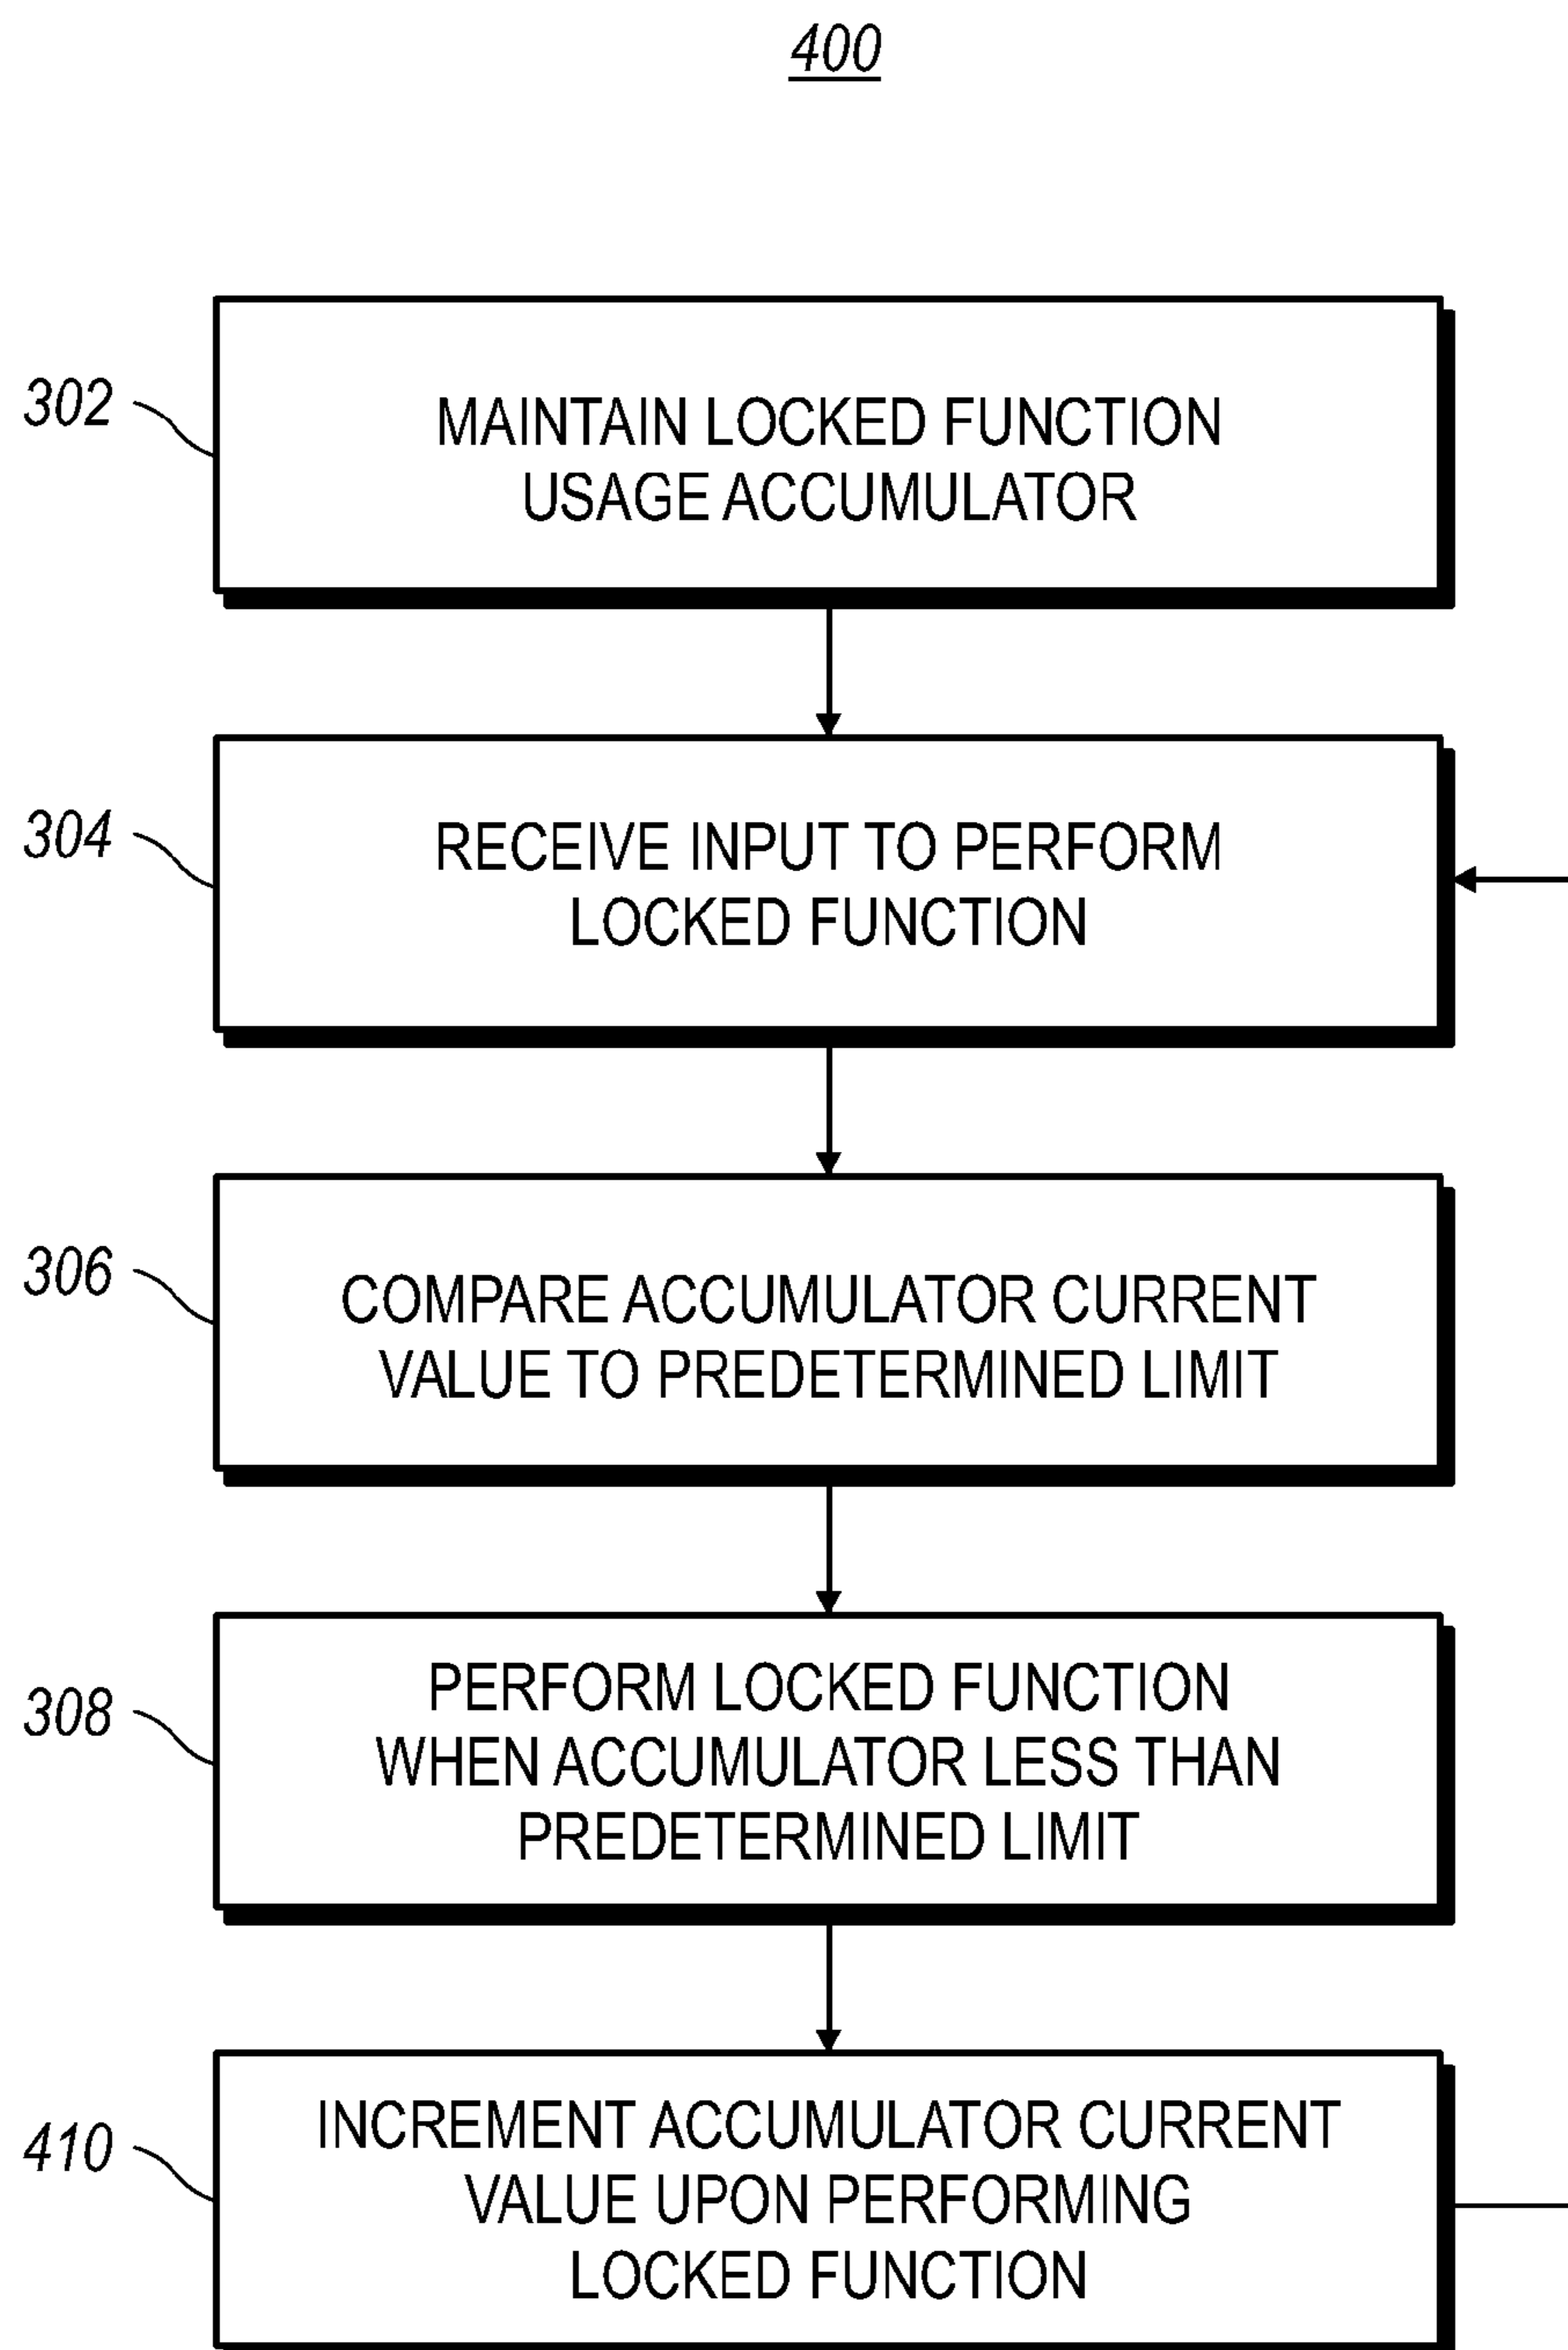 400
302
MAINTAIN LOCKED FUNCTION
USAGE ACCUMULATOR
304
RECEIVE INPUT TO PERFORM
LOCKED FUNCTION
306
COMPARE ACCUMULATOR CURRENT
VALUE TO PREDETERMINED LIMIT
308
PERFORM LOCKED FUNCTION
WHEN ACCUMULATOR LESS THAN
PREDETERMINED LIMIT
410
INCREMENT ACCUMULATOR CURRENT
VALUE UPON PERFORMING
LOCKED FUNCTION